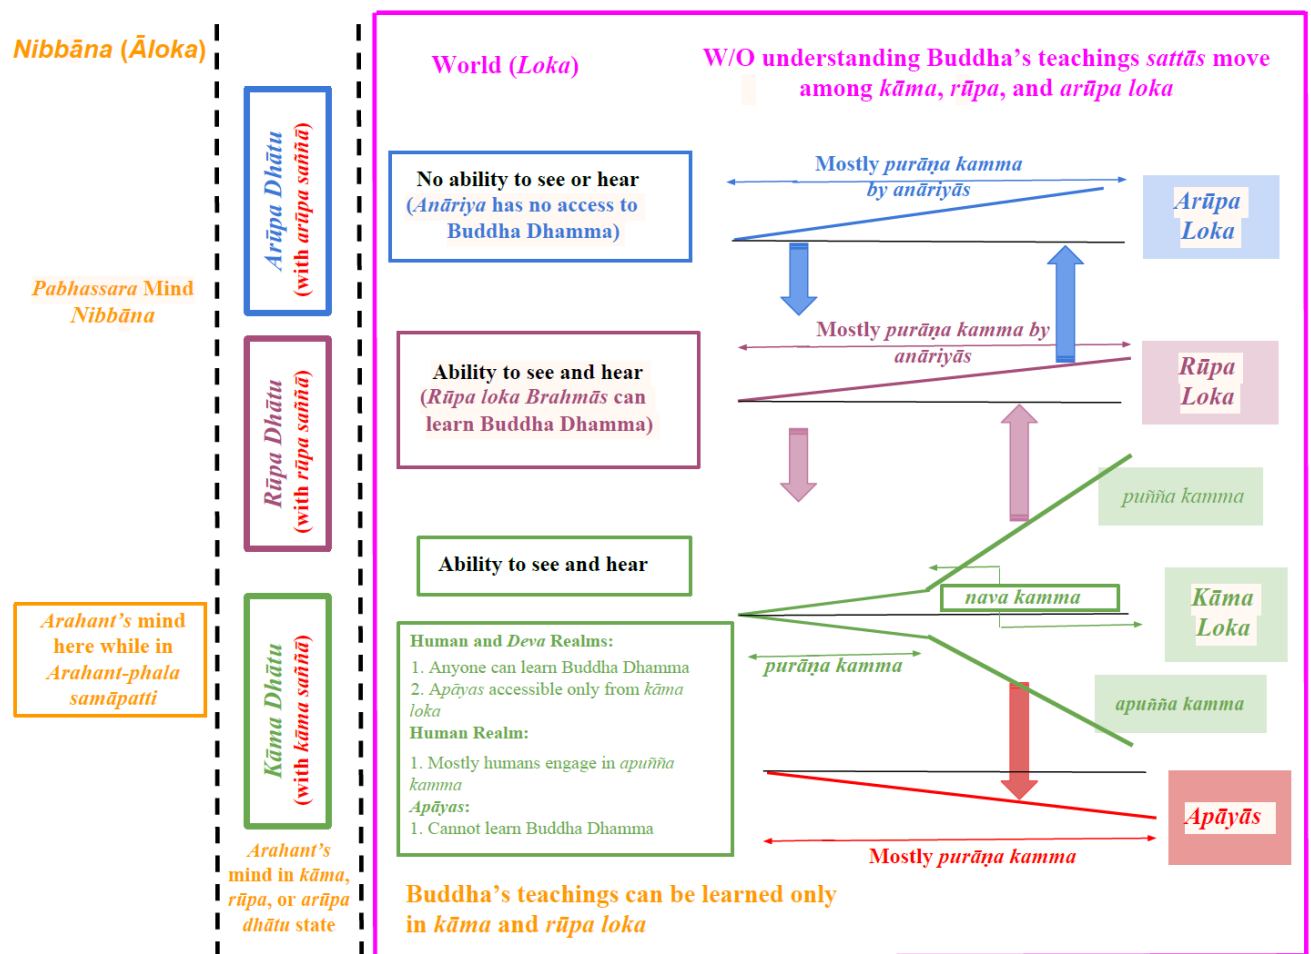 Nibbāna (Āloka)
Pabhassara Mind
Nibbāna
Arahant's mind
here while in
Arahant-phala
samāpatti
Arūpa Dhātu
(with arūpa saññā)
Rūpa Dhātu
(with rūpa saññā)
Kāma Dhātu
(with kāma saññā)
Arahant's
mind in kāma,
rūpa, or arūpa
dhātu state
World (Loka)
W/O understanding Buddha's teachings sattās move
among kāma, rūpa, and arūpa loka
No ability to see or hear
(Anāriya has no access to
Buddha Dhamma)
Mostly purāṇa kamma
by anāriyās
Arūpa
Loka
Ability to see and hear
(Rūpa loka Brahmās can
learn Buddha Dhamma)
Mostly purāṇa kamma by
anāriyās
Rūpa
Loka
Ability to see and hear
puñña kamma
nava kamma
purāṇa kamma
Kāma
Loka
apuñña kamma
Human and Deva Realms:
1. Anyone can learn Buddha Dhamma
2. Apāyas accessible only from kāma
loka
Human Realm:
1. Mostly humans engage in apuñña
kamma
Apāyas:
1. Cannot learn Buddha Dhamma
Apāyās
Mostly purāṇa kamma
Buddha's teachings can be learned only
in kāma and rūpa loka